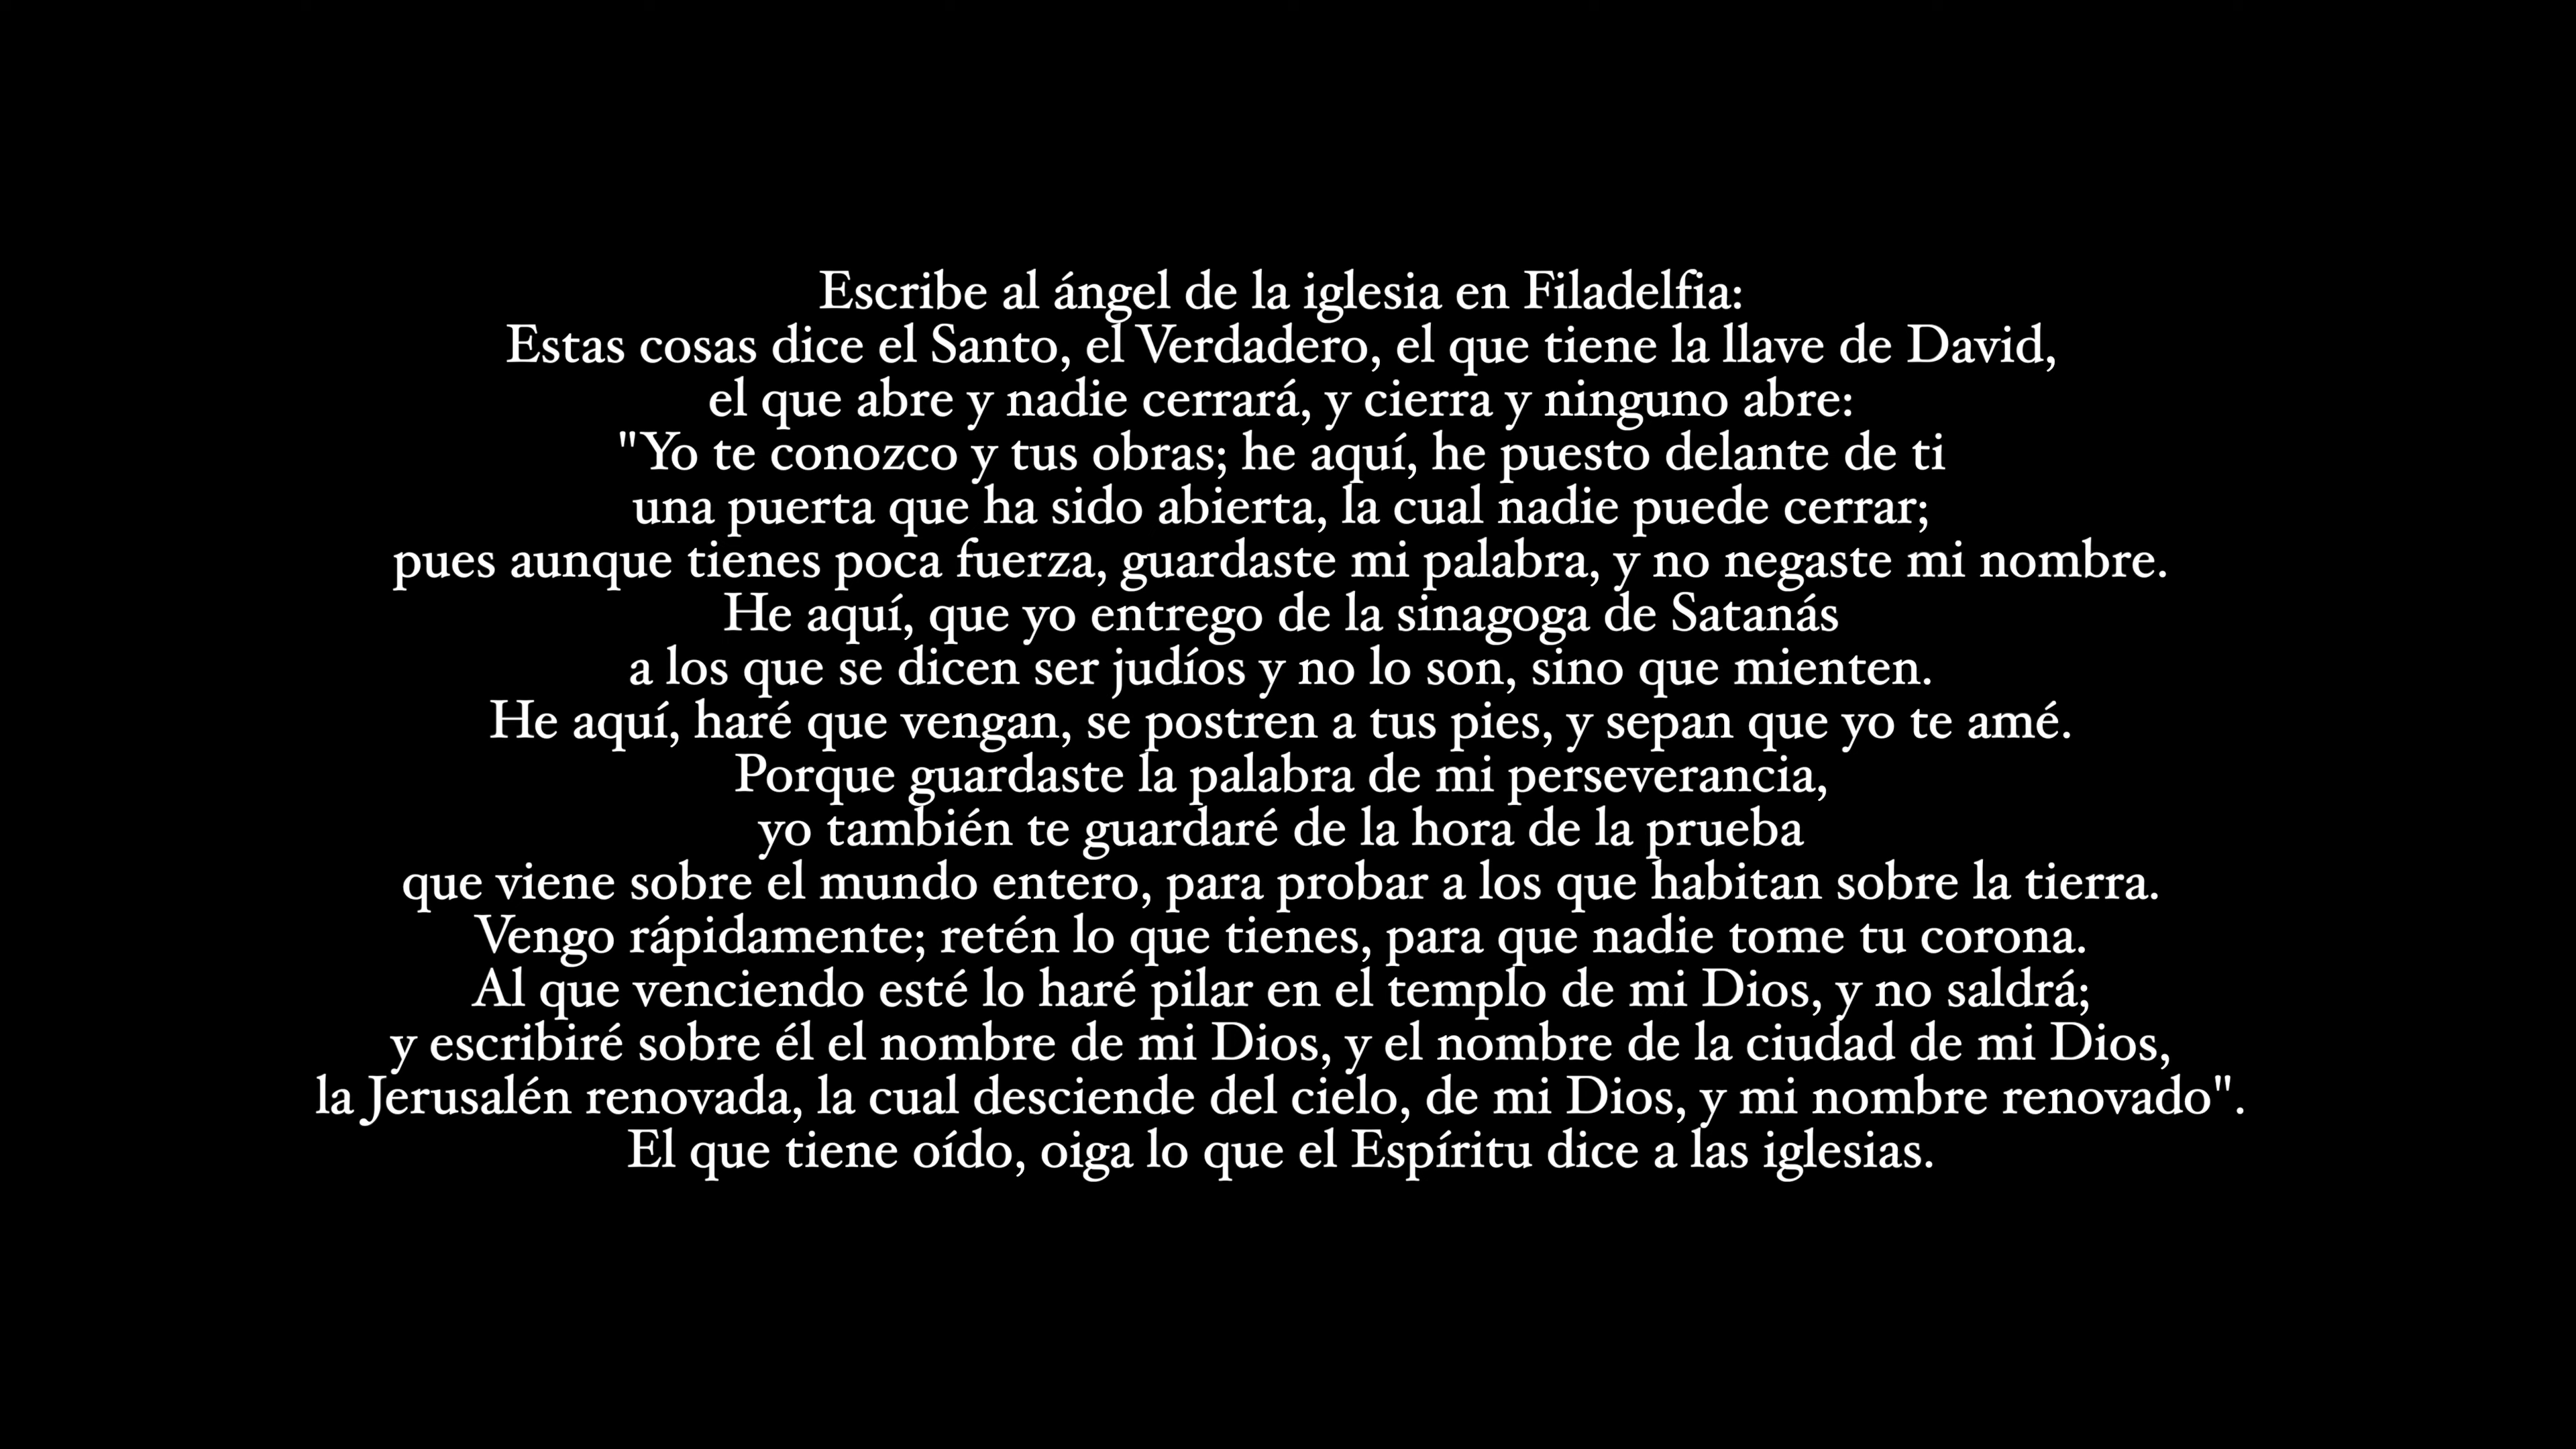 Escribe al ángel de la iglesia en Filadelfia:
Estas cosas dice el Santo, el Verdadero, el que tiene la llave de David,
el que abre y nadie cerrará, y cierra y ninguno abre:
"Yo te conozco y tus obras; he aquí, he puesto delante de ti
una puerta que ha sido abierta, la cual nadie puede cerrar;
pues aunque tienes poca fuerza, guardaste mi palabra, y no negaste mi nombre.
He aquí, que yo entrego de la sinagoga de Satanás
a los que se dicen ser judíos y no lo son, sino que mienten.
He aquí, haré que vengan, se postren a tus pies, y sepan que yo te amé.
Porque guardaste la palabra de mi perseverancia,
yo también te guardaré de la hora de la prueba
que viene sobre el mundo entero, para probar a los que habitan sobre la tierra.
Vengo rápidamente; retén lo que tienes, para que nadie tome tu corona.
Al que venciendo esté lo haré pilar en el templo de mi Dios, y no saldrá;
y escribiré sobre él el nombre de mi Dios, y el nombre de la ciudad de mi Dios,
la Jerusalén renovada, la cual desciende del cielo, de mi Dios, y mi nombre renovado".
El que tiene oído, oiga lo que el Espíritu dice a las iglesias.